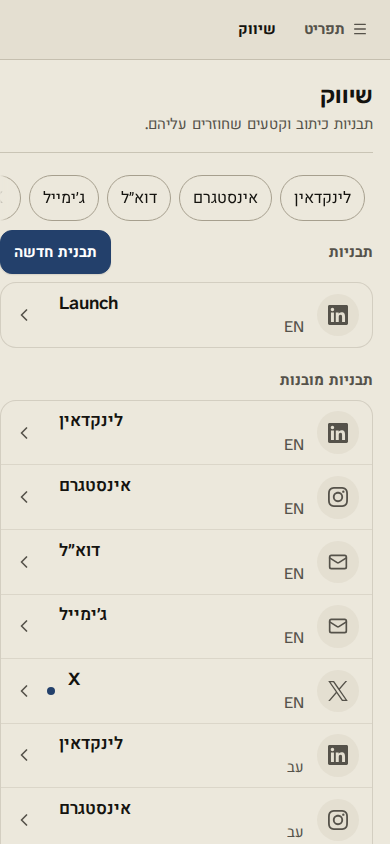 תפריט
שיווק
שיווק
תבניות כיתוב וקטעים שחוזרים עליהם.
לינקדאין
אינסטגרם
דוא״ל
ג׳ימייל
תבניות
תבנית חדשה
Launch
EN
תבניות מובנות
לינקדאין
EN
אינסטגרם
EN
דוא״ל
EN
ג׳ימייל
EN
X
EN
לינקדאין
עב
אינסטגרם
עב